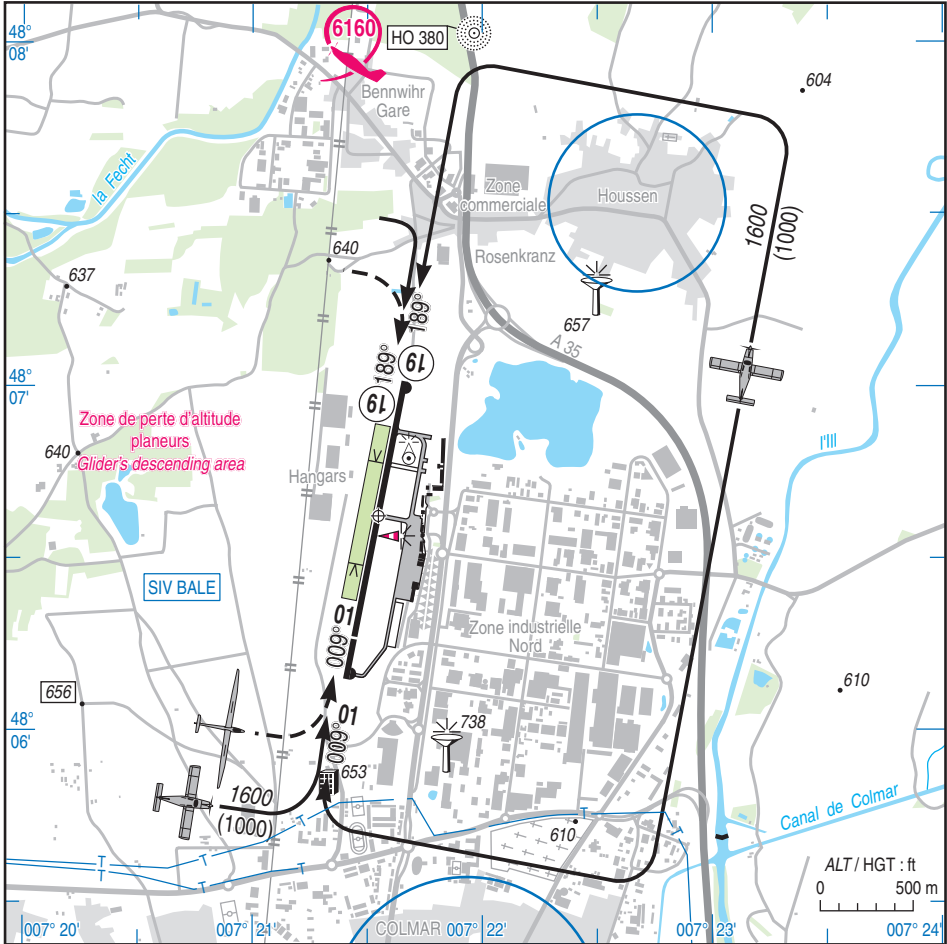 48°
08'
6160
HO 380
604
Bennwihr
Gare
la Fecht
Zone
commerciale
Houssen
1600
(1000)
640
Rosenkranz
637
189°
189°
657
A 35
19
19
48°
07'
Zone de perte d'altitude
planeurs
Glider's descending area
640
Hangars
l'Ill
SIV BALE
01
009°
Zone industrielle
Nord
656
610
01
009°
48°
06'
738
653
1600
(1000)
610
Canal de Colmar
T
T
T
T
T
T
ALT / HGT : ft
0 500 m
COLMAR
007° 20' 007° 21' 007° 22' 007° 23' 007° 24'